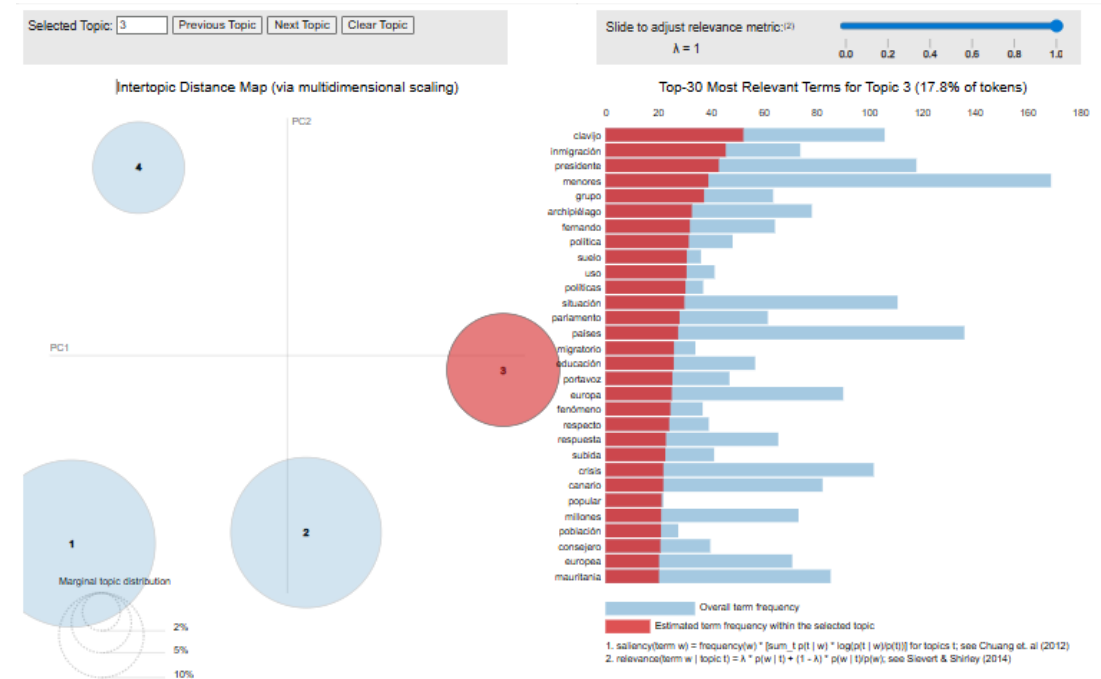 Selected Topic: 3 Previous Topic Next Topic Clear Topic
Slide to adjust relevance metric:(2)
λ = 1
0.0 0.2 0.4 0.6 0.8 1.0
Intertopic Distance Map (via multidimensional scaling)
PC2
PC1
4
3
1
2
Marginal topic distribution
2%
5%
10%
Top-30 Most Relevant Terms for Topic 3 (17.8% of tokens)
0 20 40 60 80 100 120 140 160 180
clavijo
inmigración
presidente
menores
grupo
archipiélago
fernando
política
suelo
uso
políticas
situación
parlamento
países
migratorio
educación
portavoz
europa
fenómeno
respecto
respuesta
subida
crisis
canario
popular
millones
población
consejero
europea
mauritania
Overall term frequency
Estimated term frequency within the selected topic
1. saliency(term w) = frequency(w) * [sum_t p(t | w) * log(p(t | w)/p(t))] for topics t; see Chuang et. al (2012)
2. relevance(term w | topic t) = λ * p(w | t) + (1 - λ) * p(w | t)/p(w); see Sievert & Shirley (2014)